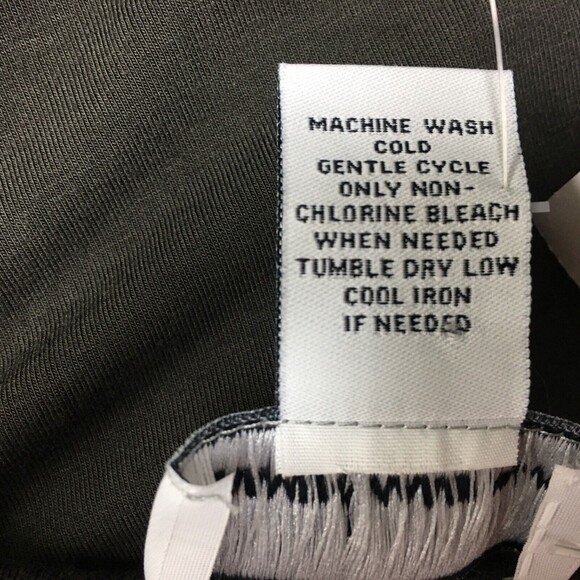 MACHINE WASH
COLD
GENTLE CYCLE
ONLY NON-
CHLORINE BLEACH
WHEN NEEDED
TUMBLE DRY LOW
COOL IRON
IF NEEDED